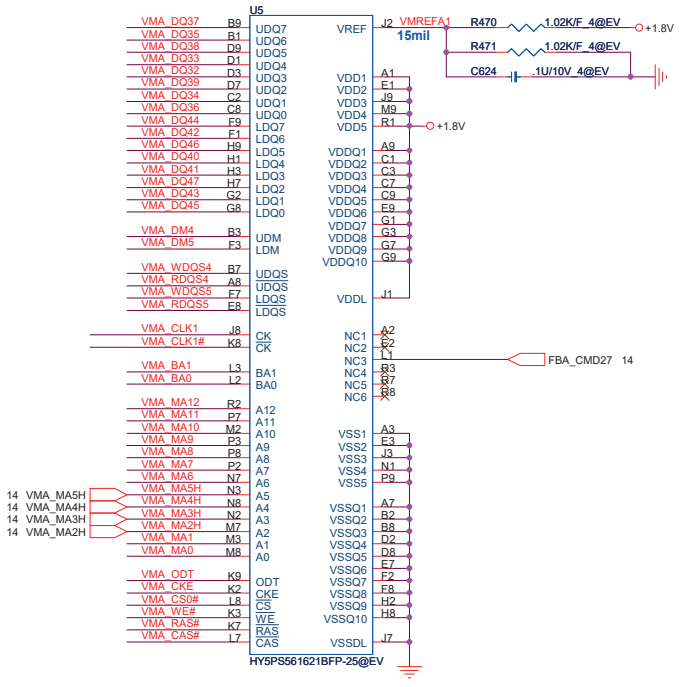 U5
VMA_DQ37 B9 UDQ7 VREF J2 VMREFA1 R470 1.02K/F_4@EV +1.8V
VMA_DQ35 B1 UDQ6 15mil
VMA_DQ38 D9 UDQ5 R471 1.02K/F_4@EV
VMA_DQ33 D1 UDQ4
VMA_DQ32 D3 UDQ3 VDD1 A1 C624 .1U/10V_4@EV
VMA_DQ39 D7 UDQ2 VDD2 E1
VMA_DQ34 C2 UDQ1 VDD3 J9
VMA_DQ36 C8 UDQ0 VDD4 M9
VMA_DQ44 F9 LDQ7 VDD5 R1 +1.8V
VMA_DQ42 F1 LDQ6
VMA_DQ46 H9 LDQ5 VDDQ1 A9
VMA_DQ40 H1 LDQ4 VDDQ2 C1
VMA_DQ41 H3 LDQ3 VDDQ3 C3
VMA_DQ47 H7 LDQ2 VDDQ4 C7
VMA_DQ43 G2 LDQ1 VDDQ5 C9
VMA_DQ45 G8 LDQ0 VDDQ6 E9
VDDQ7 G1
VMA_DM4 B3 UDM VDDQ8 G3
VMA_DM5 F3 LDM VDDQ9 G7
VDDQ10 G9
VMA_WDQS4 B7 UDQS
VMA_RDQS4 A8 UDQS
VMA_WDQS5 F7 LDQS VDDL J1
VMA_RDQS5 E8 LDQS
VMA_CLK1 J8 CK NC1 A2
VMA_CLK1# K8 CK NC2 E2
NC3 L1 FBA_CMD27 14
VMA_BA1 L3 BA1 NC4 R3
VMA_BA0 L2 BA0 NC5 R7
NC6 R8
VMA_MA12 R2 A12
VMA_MA11 P7 A11
VMA_MA10 M2 A10 VSS1 A3
VMA_MA9 P3 A9 VSS2 E3
VMA_MA8 P8 A8 VSS3 J3
VMA_MA7 P2 A7 VSS4 N1
VMA_MA6 N7 A6 VSS5 P9
14 VMA_MA5H VMA_MA5H N3 A5
14 VMA_MA4H VMA_MA4H N8 A4 VSSQ1 A7
14 VMA_MA3H VMA_MA3H N2 A3 VSSQ2 B2
14 VMA_MA2H VMA_MA2H M7 A2 VSSQ3 B8
VMA_MA1 M3 A1 VSSQ4 D2
VMA_MA0 M8 A0 VSSQ5 D8
VSSQ6 E7
VMA_ODT K9 ODT VSSQ7 F2
VMA_CKE K2 CKE VSSQ8 F8
VMA_CS0# L8 CS VSSQ9 H2
VMA_WE# K3 WE VSSQ10 H8
VMA_RAS# K7 RAS
VMA_CAS# L7 CAS VSSDL J7
HY5PS561621BFP-25@EV